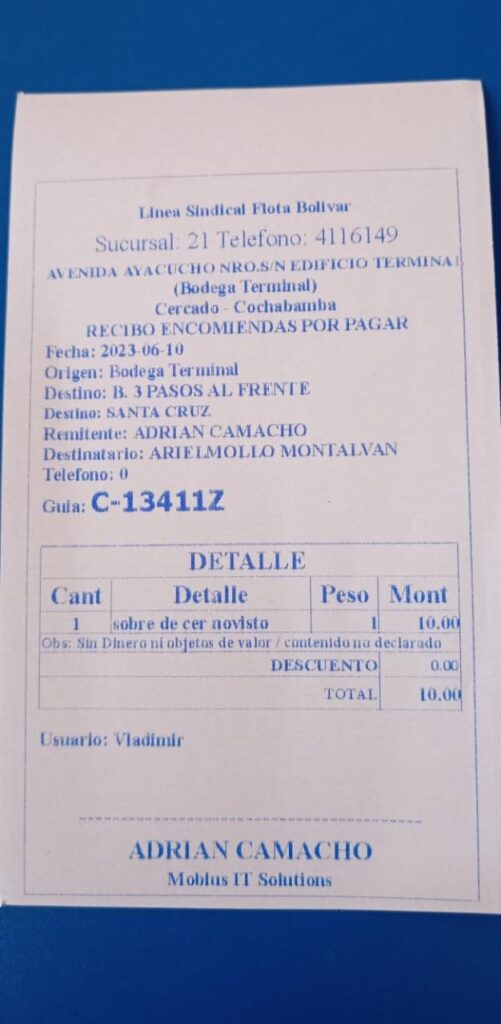 Linea Sindical Flota Bolivar
Sucursal: 21 Telefono: 4116149
AVENIDA AYACUCHO NRO.S/N EDIFICIO TERMINAL
(Bodega Terminal)
Cercado - Cochabamba
RECIBO ENCOMIENDAS POR PAGAR
Fecha: 2023-06-10
Origen: Bodega Terminal
Destino: B. 3 PASOS AL FRENTE
Destino: SANTA CRUZ
Remitente: ADRIAN CAMACHO
Destinatario: ARIELMOLLO MONTALVAN
Telefono: 0
Guia: C-13411Z
DETALLE
Cant Detalle Peso Mont
1 sobre de cer novisto 1 10.00
Obs: Sin Dinero ni objetos de valor / contenido no declarado
DESCUENTO 0.00
TOTAL 10.00
Usuario: Vladimir
ADRIAN CAMACHO
Mobius IT Solutions